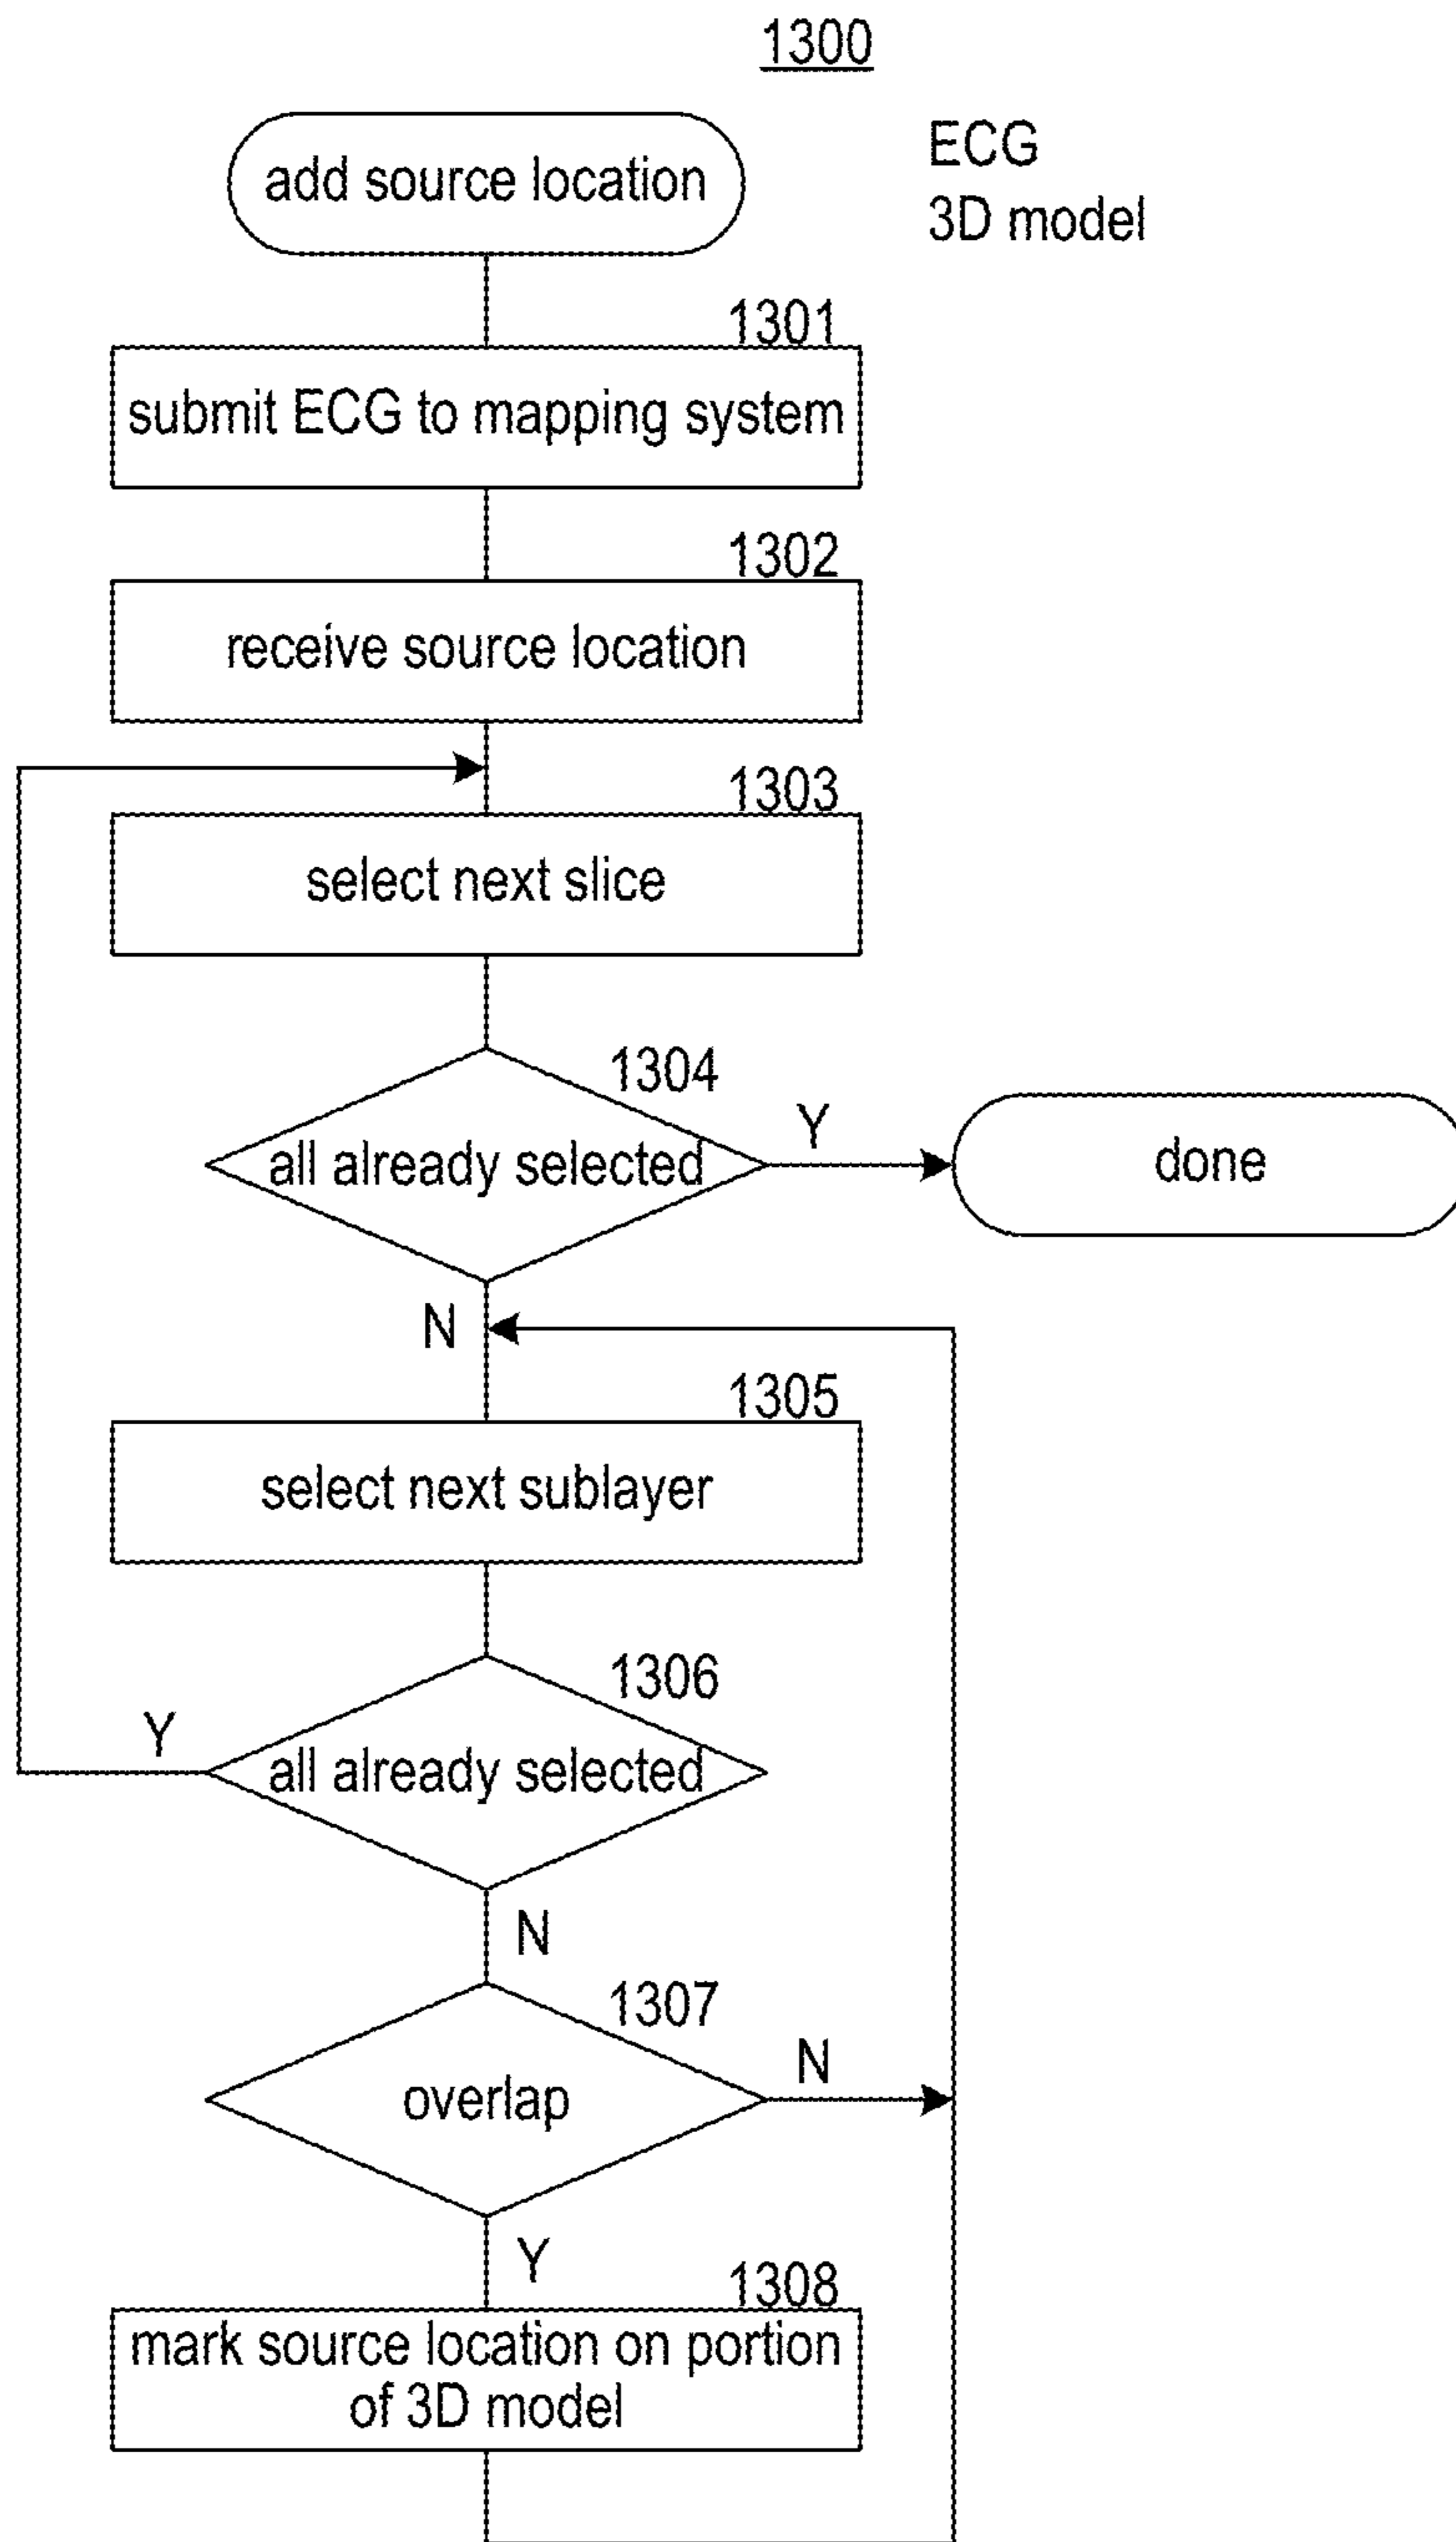 1300
add source location
ECG
3D model
1301
submit ECG to mapping system
1302
receive source location
1303
select next slice
1304
all already selected
Y
done
N
1305
select next sublayer
1306
all already selected
Y
N
1307
overlap
N
Y
1308
mark source location on portion
of 3D model